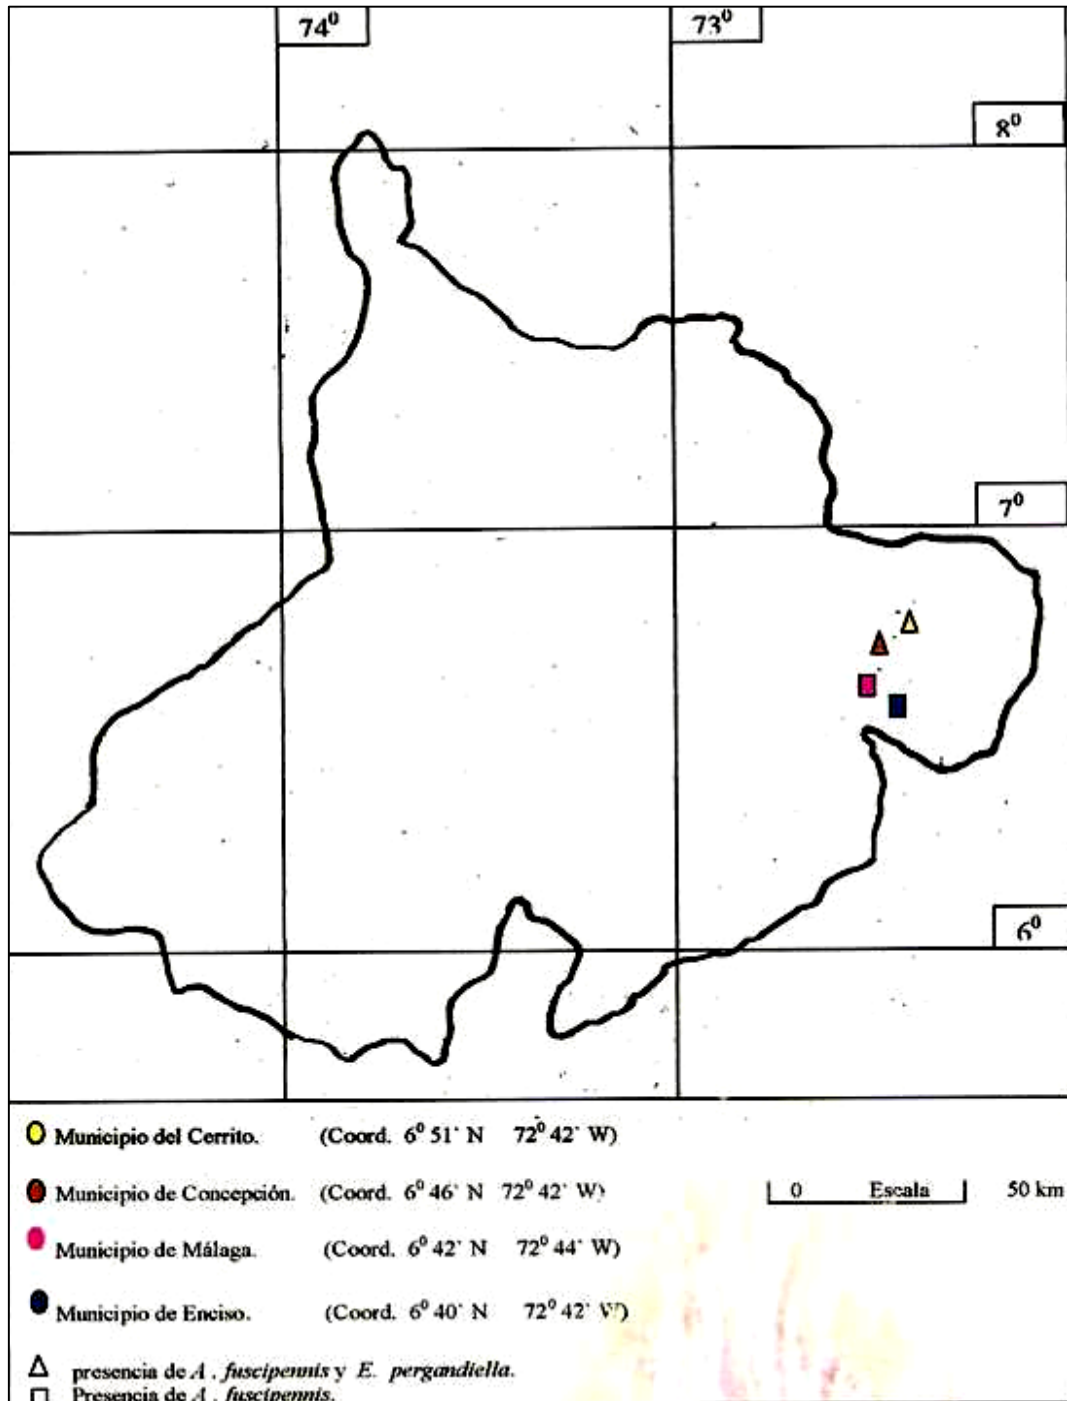 74⁰ 73⁰
8⁰
7⁰
6⁰
Municipio del Cerrito. (Coord. 6⁰ 51' N 72⁰ 42' W)
Municipio de Concepción. (Coord. 6⁰ 46' N 72⁰ 42' W)
0 Escala 50 km
Municipio de Málaga. (Coord. 6⁰ 42' N 72⁰ 44' W)
Municipio de Enciso. (Coord. 6⁰ 40' N 72⁰ 42' W)
presencia de A . fuscipennis y E. pergandiella.
Presencia de A . fuscipennis.